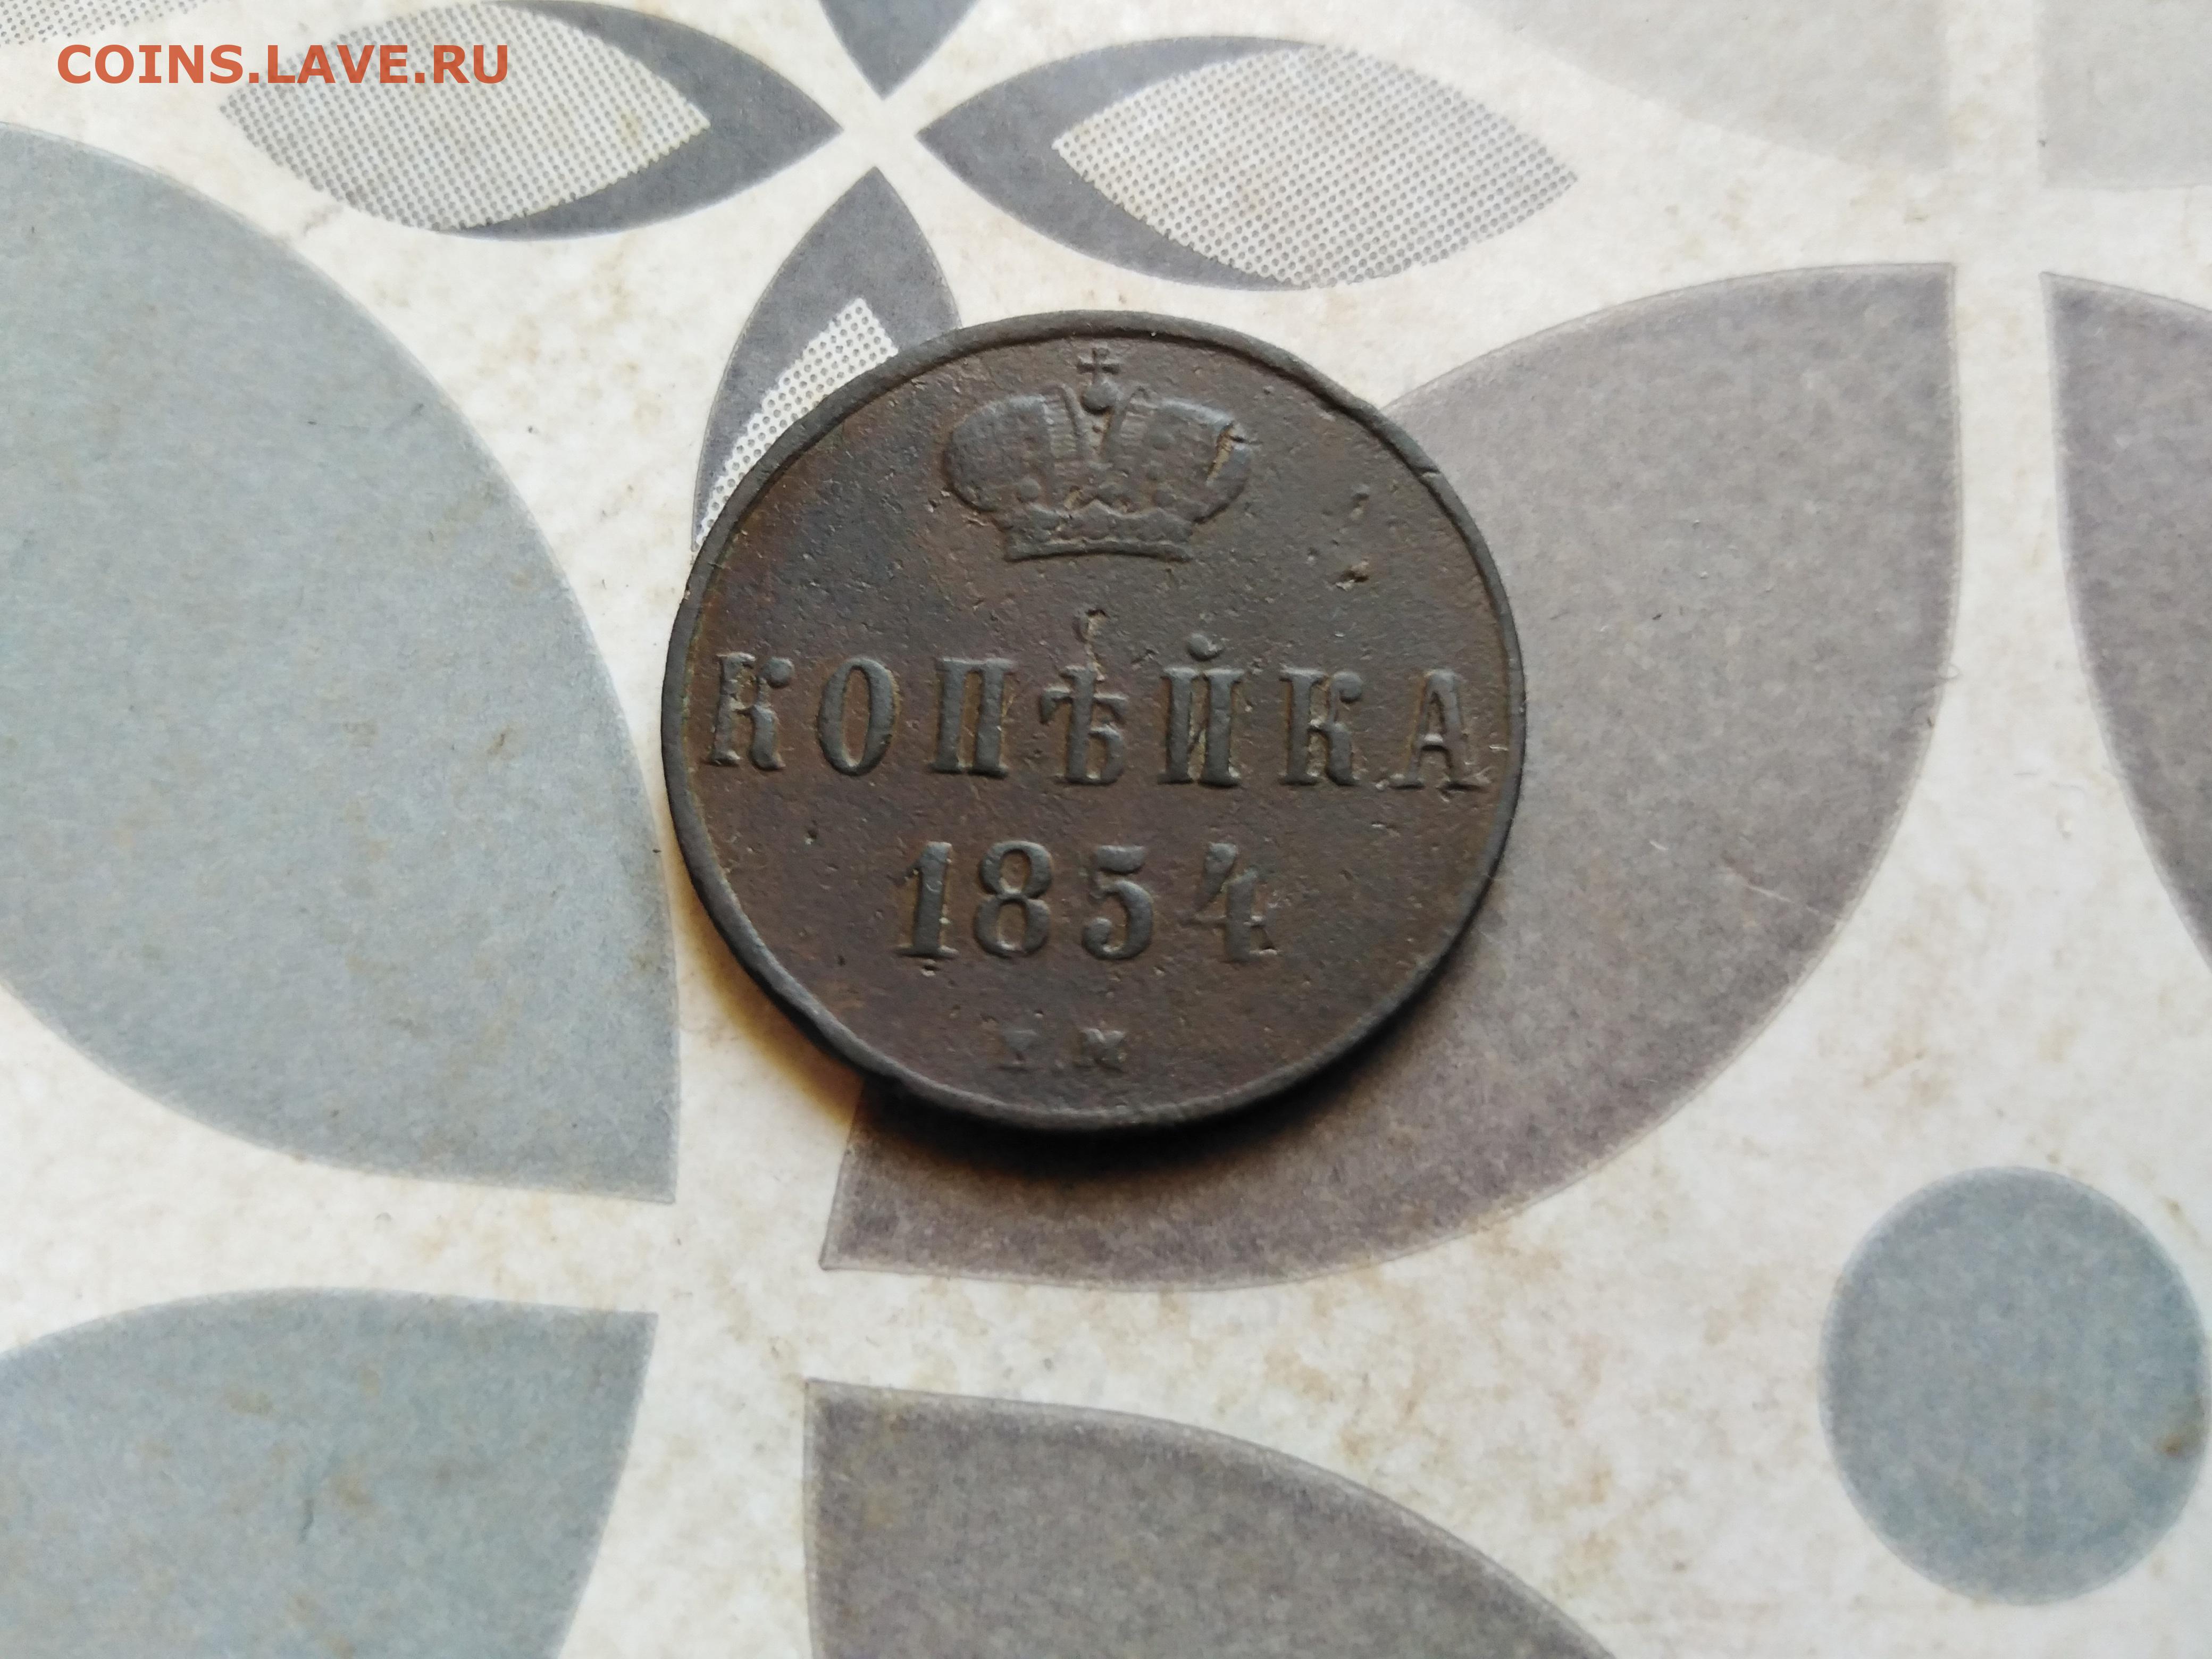 COINS.LAVE.RU
КОПѢЙКА
1854
Е.М